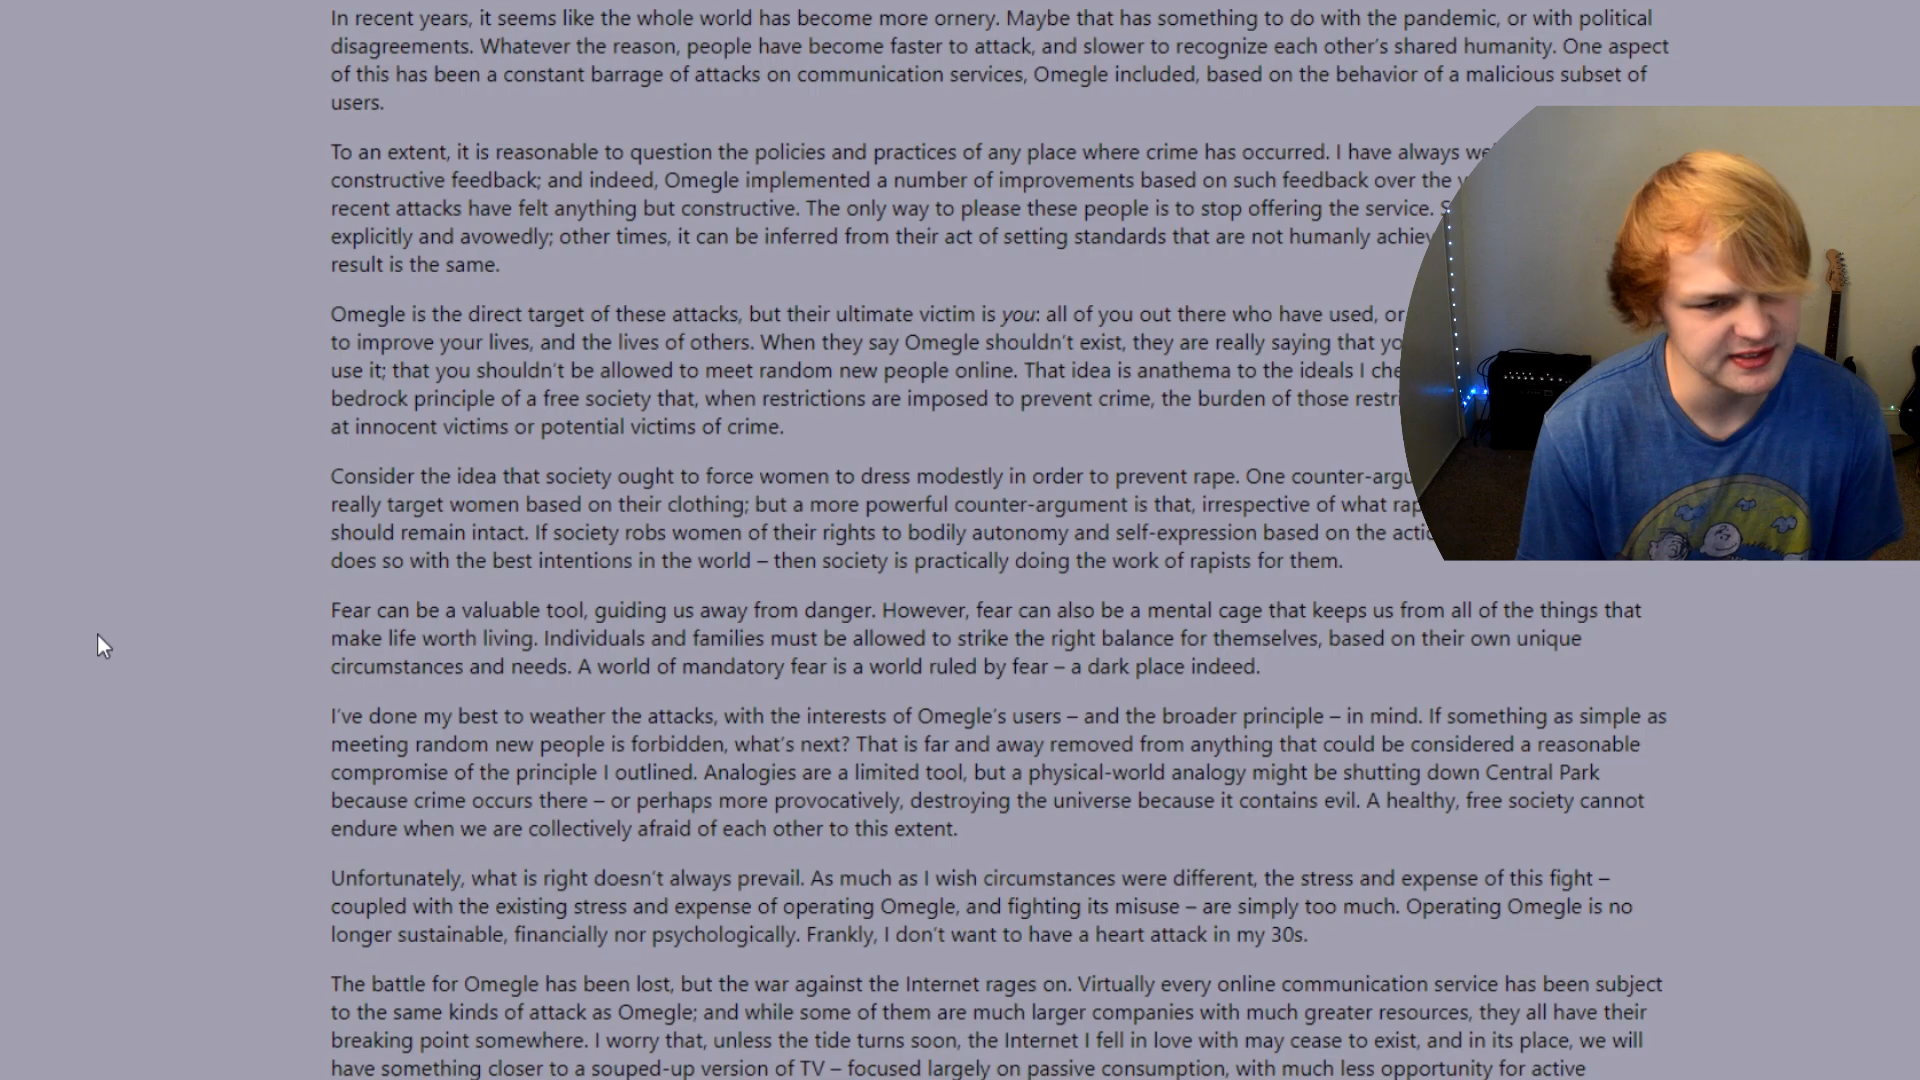 In recent years, it seems like the whole world has become more ornery. Maybe that has something to do with the pandemic, or with political
disagreements. Whatever the reason, people have become faster to attack, and slower to recognize each other's shared humanity. One aspect
of this has been a constant barrage of attacks on communication services, Omegle included, based on the behavior of a malicious subset of
users.
To an extent, it is reasonable to question the policies and practices of any place where crime has occurred. I have always
constructive feedback; and indeed, Omegle implemented a number of improvements based on such feedback over the
recent attacks have felt anything but constructive. The only way to please these people is to stop offering the service.
explicitly and avowedly; other times, it can be inferred from their act of setting standards that are not humanly
result is the same.
Omegle is the direct target of these attacks, but their ultimate victim is you: all of you out there who have used, or
to improve your lives, and the lives of others. When they say Omegle shouldn't exist, they are really saying that
use it; that you shouldn't be allowed to meet random new people online. That idea is anathema to the ideals I
bedrock principle of a free society that, when restrictions are imposed to prevent crime, the burden of those
at innocent victims or potential victims of crime.
Consider the idea that society ought to force women to dress modestly in order to prevent rape. One
really target women based on their clothing; but a more powerful counter-argument is that, irrespective of what
should remain intact. If society robs women of their rights to bodily autonomy and self-expression based on the
does so with the best intentions in the world – then society is practically doing the work of rapists for them.
Fear can be a valuable tool, guiding us away from danger. However, fear can also be a mental cage that keeps us from all of the things that
make life worth living. Individuals and families must be allowed to strike the right balance for themselves, based on their own unique
circumstances and needs. A world of mandatory fear is a world ruled by fear – a dark place indeed.
I've done my best to weather the attacks, with the interests of Omegle's users – and the broader principle – in mind. If something as simple as
meeting random new people is forbidden, what's next? That is far and away removed from anything that could be considered a reasonable
compromise of the principle I outlined. Analogies are a limited tool, but a physical-world analogy might be shutting down Central Park
because crime occurs there – or perhaps more provocatively, destroying the universe because it contains evil. A healthy, free society cannot
endure when we are collectively afraid of each other to this extent.
Unfortunately, what is right doesn't always prevail. As much as I wish circumstances were different, the stress and expense of this fight –
coupled with the existing stress and expense of operating Omegle, and fighting its misuse – are simply too much. Operating Omegle is no
longer sustainable, financially nor psychologically. Frankly, I don't want to have a heart attack in my 30s.
The battle for Omegle has been lost, but the war against the Internet rages on. Virtually every online communication service has been subject
to the same kinds of attack as Omegle; and while some of them are much larger companies with much greater resources, they all have their
breaking point somewhere. I worry that, unless the tide turns soon, the Internet I fell in love with may cease to exist, and in its place, we will
have something closer to a souped-up version of TV – focused largely on passive consumption, with much less opportunity for active